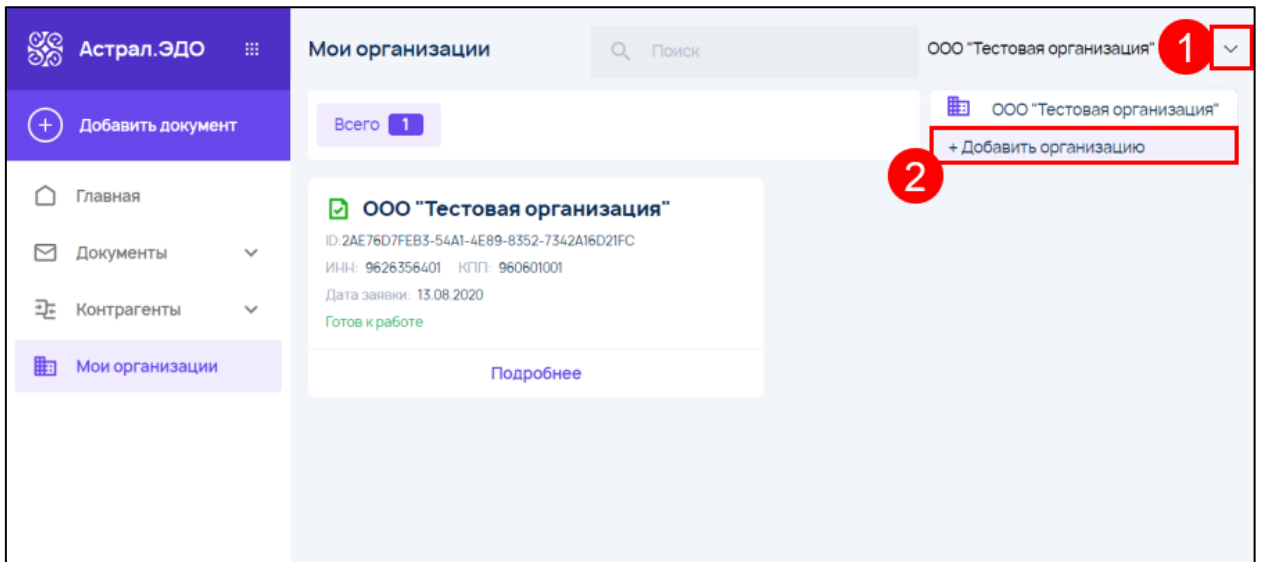 Астрал.ЭДО
Мои организации
Поиск
ООО "Тестовая организация"
1
Добавить документ
Всего 1
ООО "Тестовая организация"
+ Добавить организацию
2
Главная
Документы
Контрагенты
Мои организации
ООО "Тестовая организация"
ID:2AE76D7FEB3-54A1-4E89-8352-7342A16D21FC
ИНН: 9626356401 КПП: 960601001
Дата заявки: 13.08.2020
Готов к работе
Подробнее